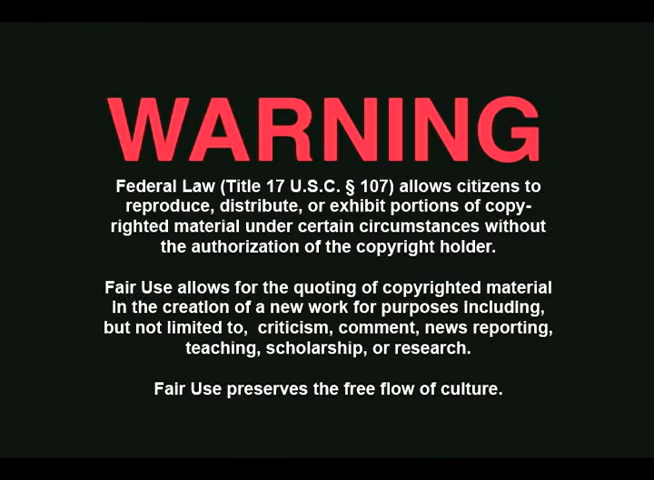 WARNING
Federal Law (Title 17 U.S.C. § 107) allows citizens to
reproduce, distribute, or exhibit portions of copy-
righted material under certain circumstances without
the authorization of the copyright holder.
Fair Use allows for the quoting of copyrighted material
in the creation of a new work for purposes including,
but not limited to, criticism, comment, news reporting,
teaching, scholarship, or research.
Fair Use preserves the free flow of culture.